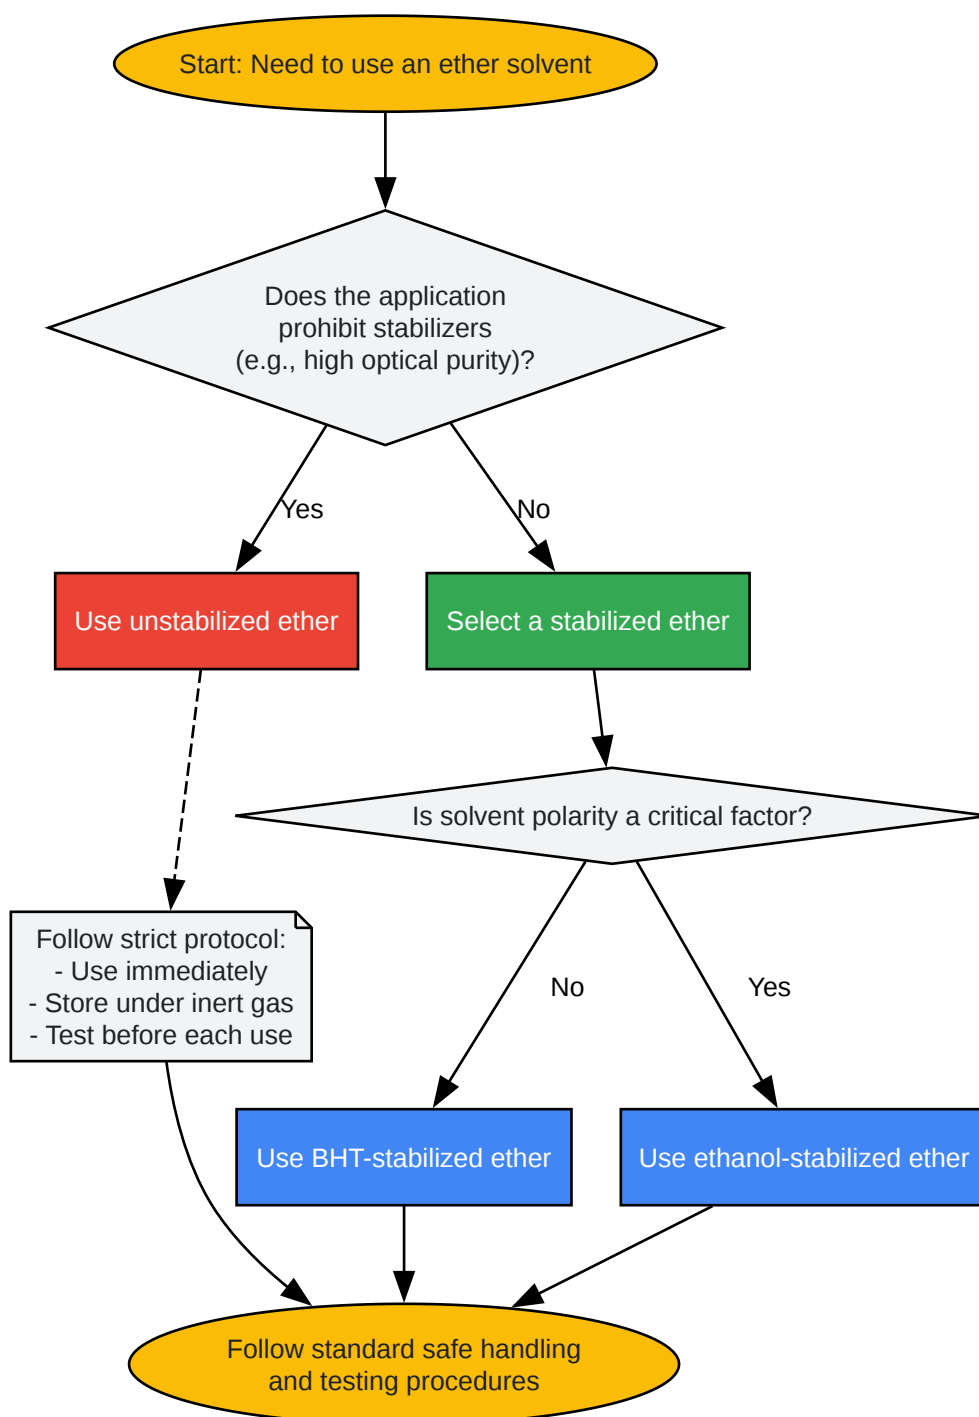 Start: Need to use an ether solvent
Does the application
prohibit stabilizers
(e.g., high optical purity)?
Yes
No
Use unstabilized ether
Select a stabilized ether
Is solvent polarity a critical factor?
Follow strict protocol:
- Use immediately
- Store under inert gas
- Test before each use
No
Yes
Use BHT-stabilized ether
Use ethanol-stabilized ether
Follow standard safe handling
and testing procedures